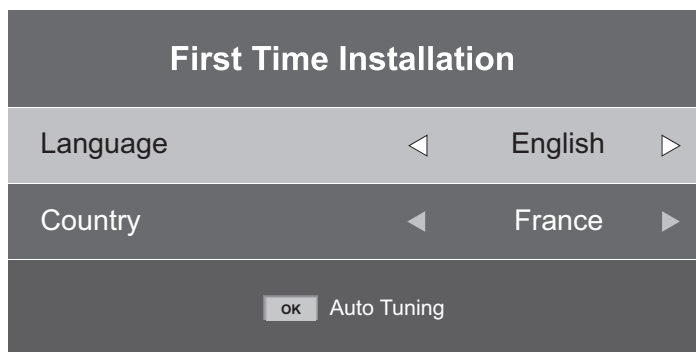 First Time Installation
Language English
Country France
OK Auto Tuning